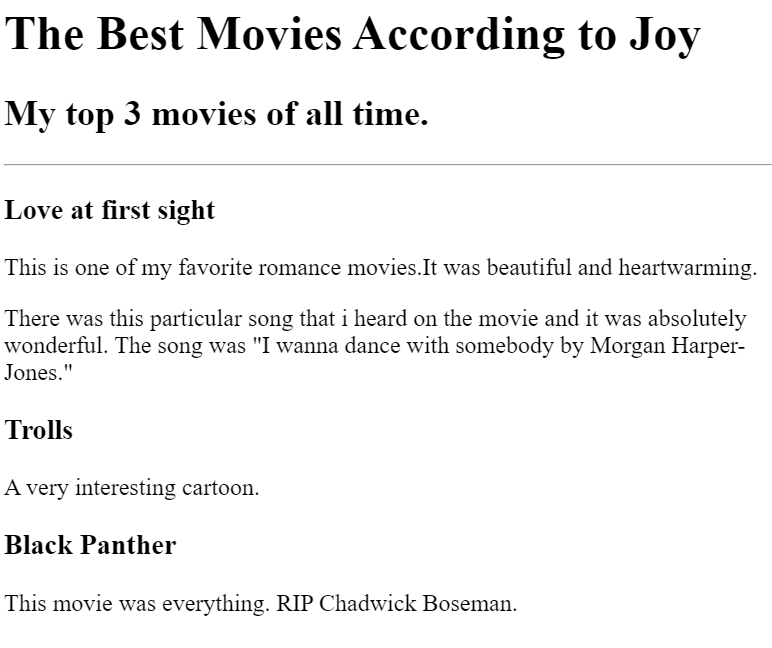 The Best Movies According to Joy
My top 3 movies of all time.
Love at first sight
This is one of my favorite romance movies.It was beautiful and heartwarming.
There was this particular song that i heard on the movie and it was absolutely
wonderful. The song was "I wanna dance with somebody by Morgan Harper-
Jones."
Trolls
A very interesting cartoon.
Black Panther
This movie was everything. RIP Chadwick Boseman.